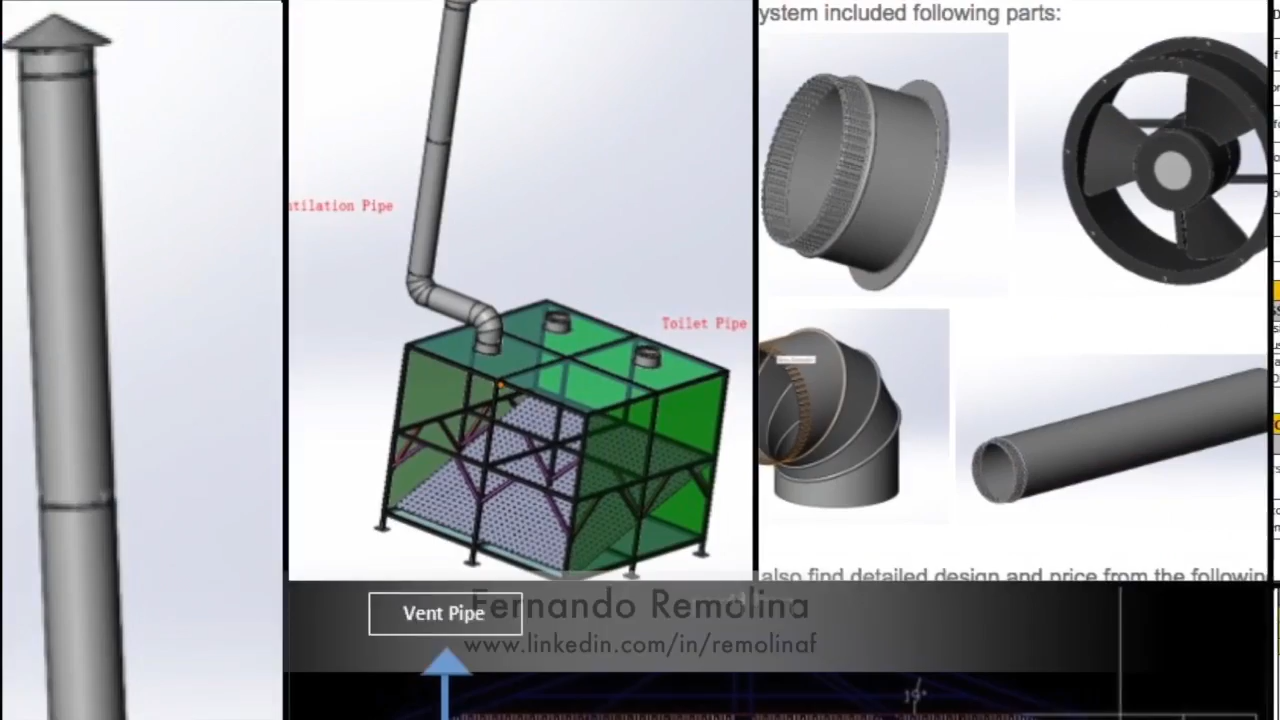 ystem included following parts:
ntilation Pipe
Toilet Pipe
also find detailed design and price from the followin
Vent Pipe
Fernando Remolina
www.linkedin.com/in/remolinaf